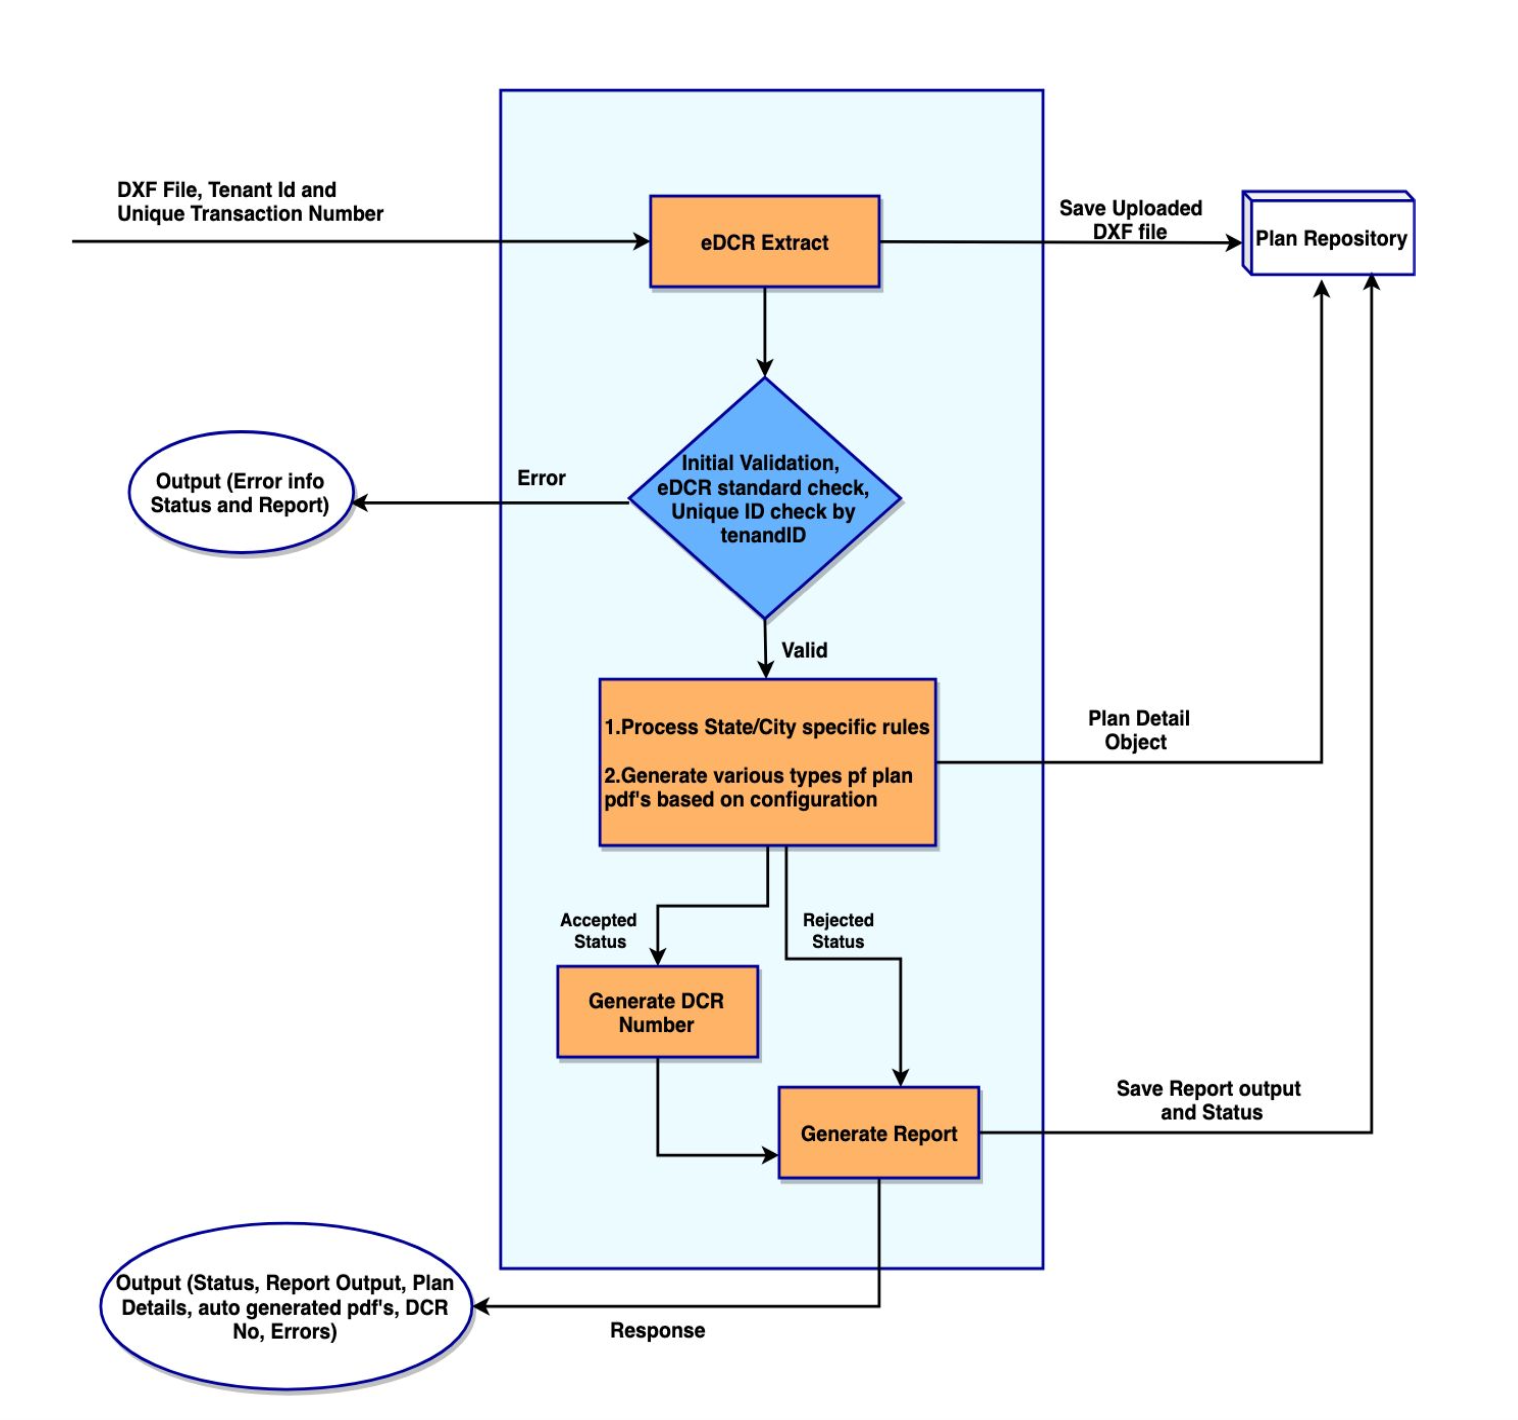 DXF File, Tenant Id and
Unique Transaction Number
eDCR Extract
Save Uploaded
DXF file
Plan Repository
Initial Validation,
eDCR standard check,
Unique ID check by
tenandID
Error
Output (Error info
Status and Report)
Valid
1.Process State/City specific rules
2.Generate various types pf plan
pdf's based on configuration
Plan Detail
Object
Accepted
Status
Rejected
Status
Generate DCR
Number
Generate Report
Save Report output
and Status
Output (Status, Report Output, Plan
Details, auto generated pdf's, DCR
No, Errors)
Response